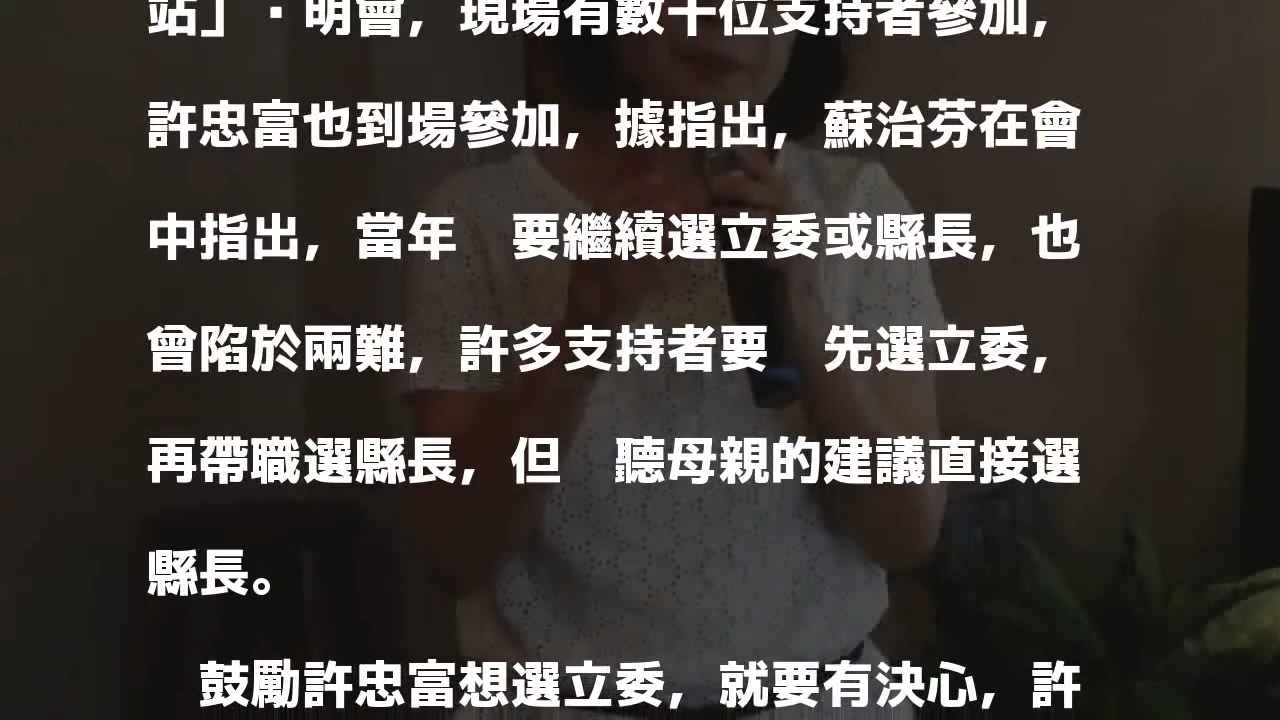 站」·明會，現場有數十位支持者參加，
許忠富也到場參加，據指出，蘇治芬在會
中指出，當年　要繼續選立委或縣長，也
曾陷於兩難，許多支持者要　先選立委，
再帶職選縣長，但　聽母親的建議直接選
縣長。
　鼓勵許忠富想選立委，就要有決心，許